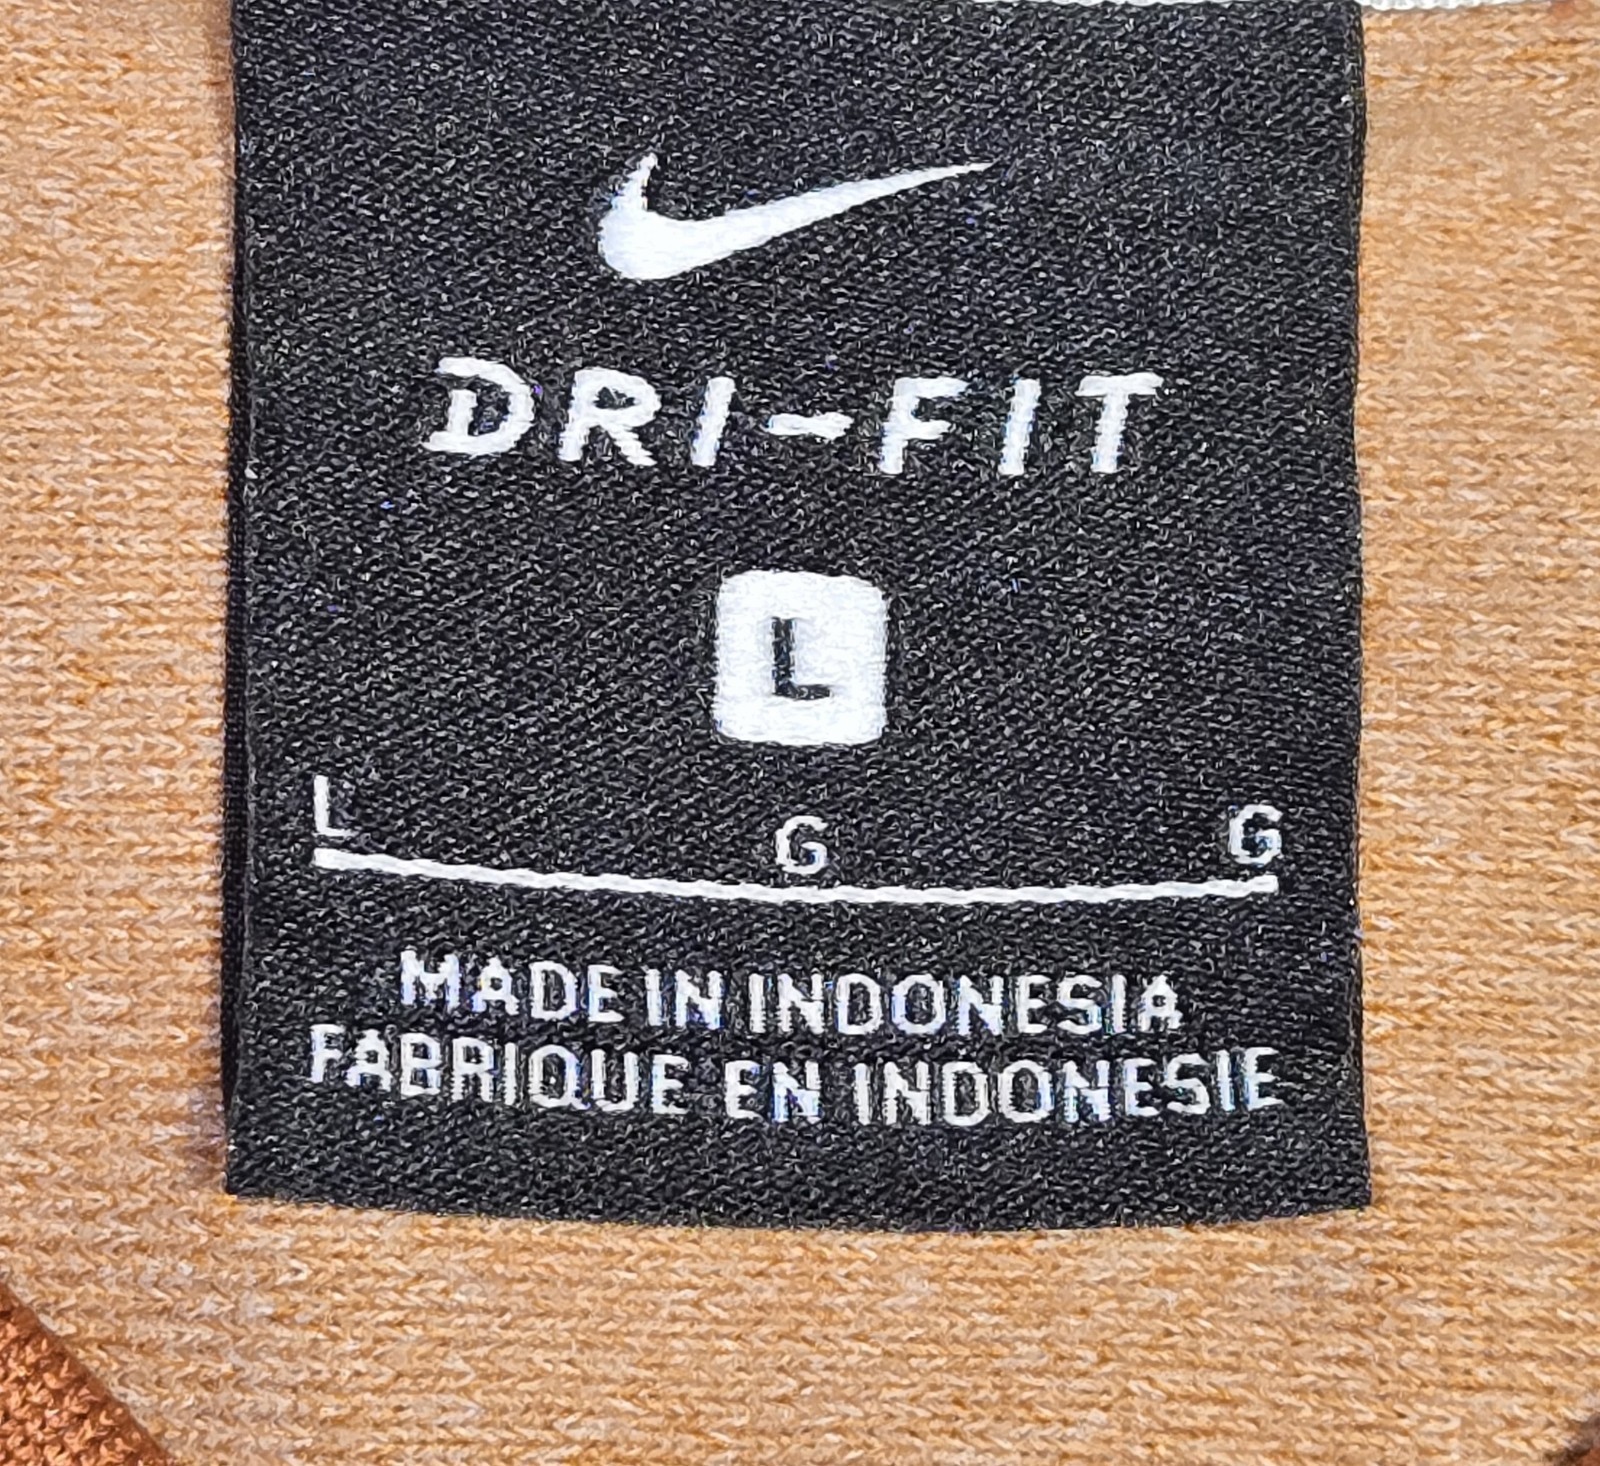 DRI-FIT
L
L G G
MADE IN INDONESIA
FABRIQUE EN INDONESIE